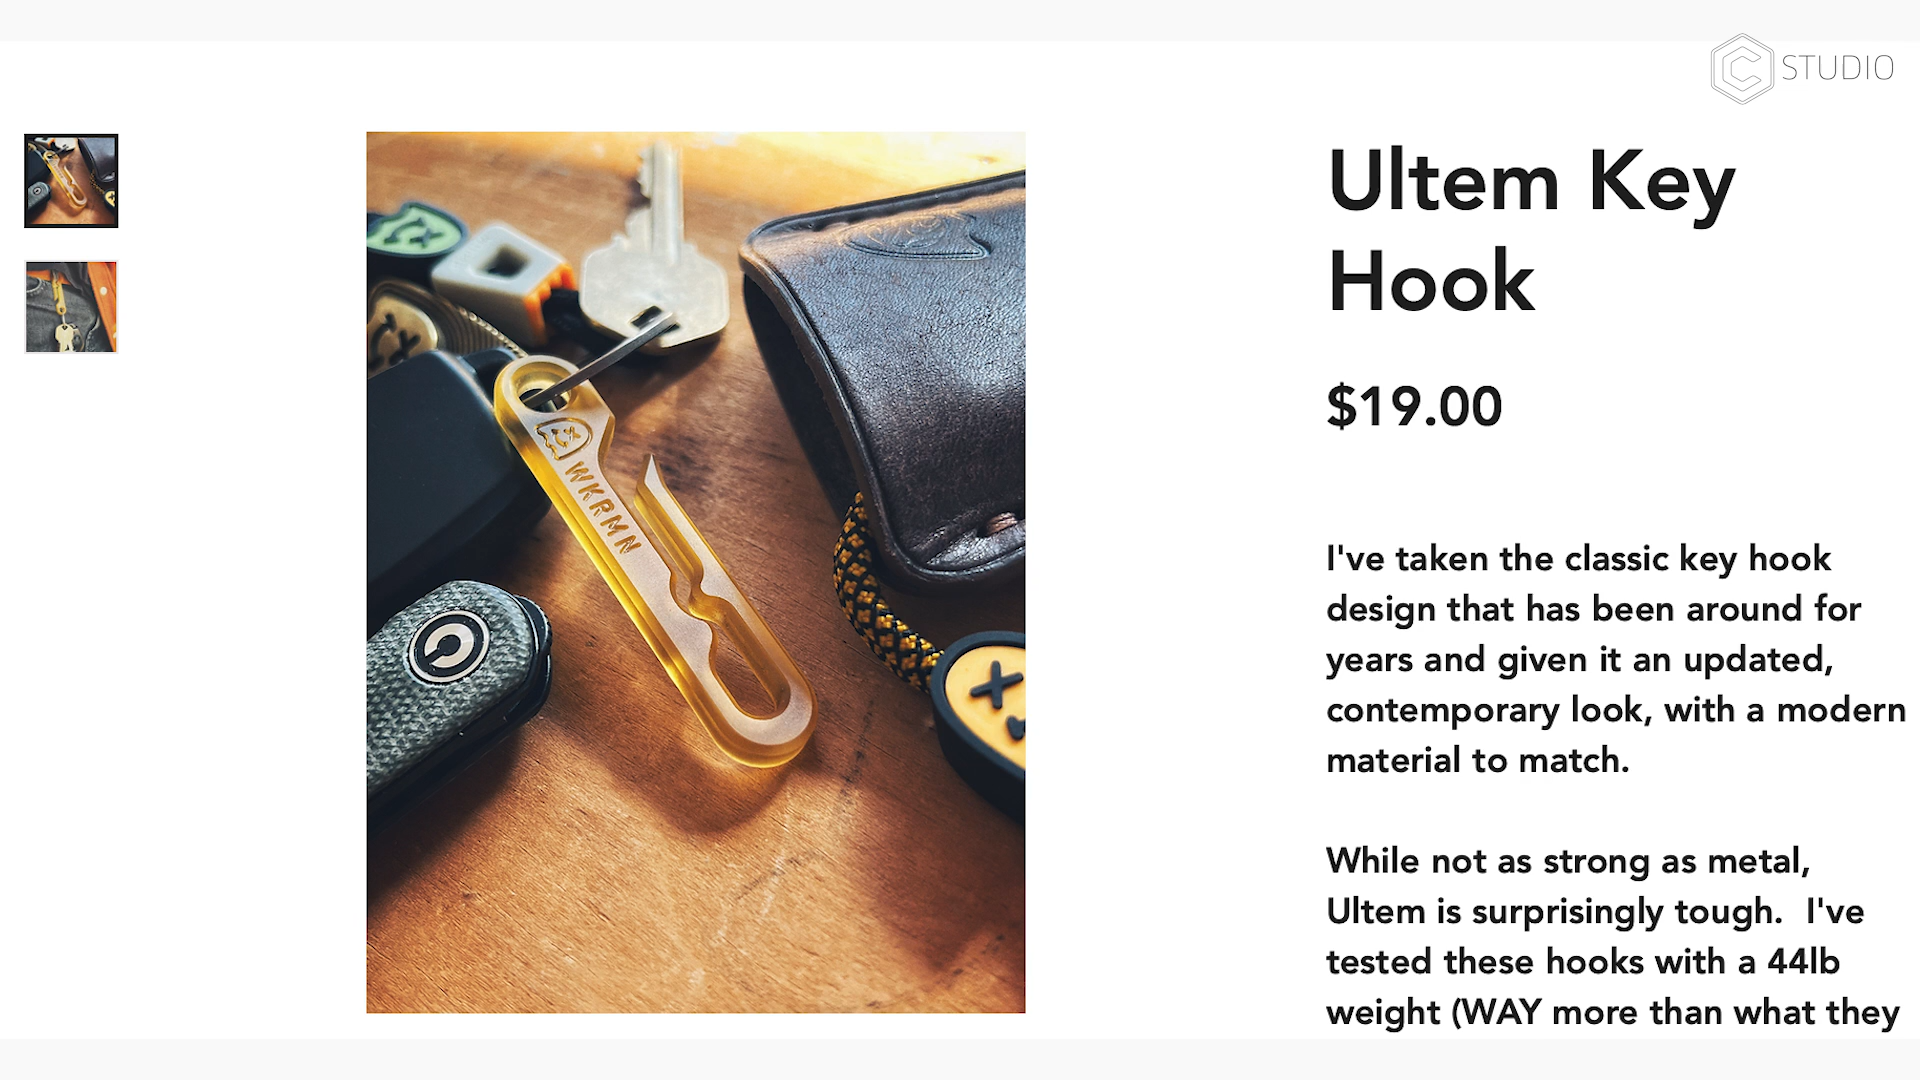 STUDIO
Ultem Key
Hook
$19.00
WKRMN
I've taken the classic key hook
design that has been around for
years and given it an updated,
contemporary look, with a modern
material to match.
While not as strong as metal,
Ultem is surprisingly tough.  I've
tested these hooks with a 44lb
weight (WAY more than what they